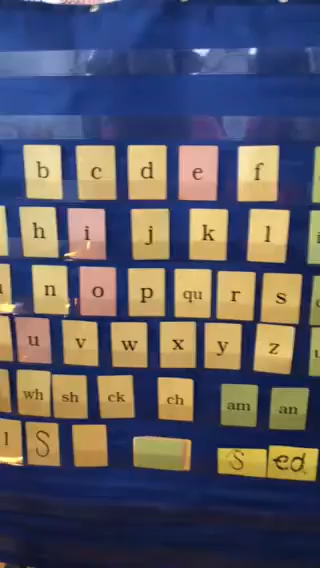 b c d e f
h i j k l
n o p qu r s
u v w x y z
wh sh ck ch am an
l S S ed